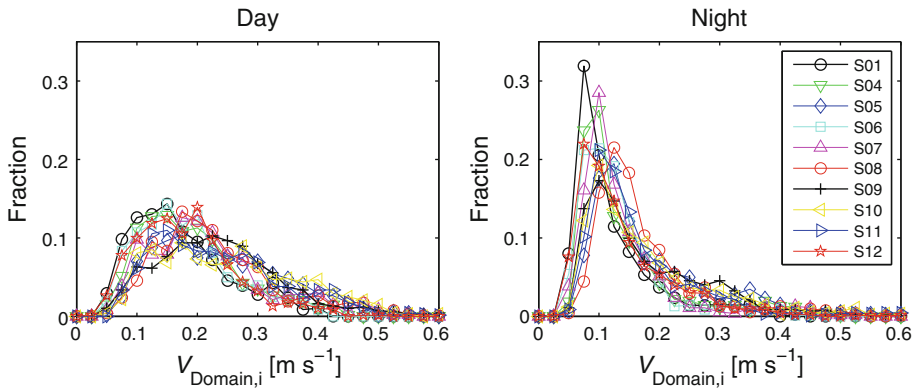 Day
Night
Fraction
0.3
0.2
0.1
0
0 0.1 0.2 0.3 0.4 0.5 0.6
V Domain,i [m s⁻¹]
Fraction
0.3
0.2
0.1
0
0 0.1 0.2 0.3 0.4 0.5 0.6
V Domain,i [m s⁻¹]
S01
S04
S05
S06
S07
S08
S09
S10
S11
S12